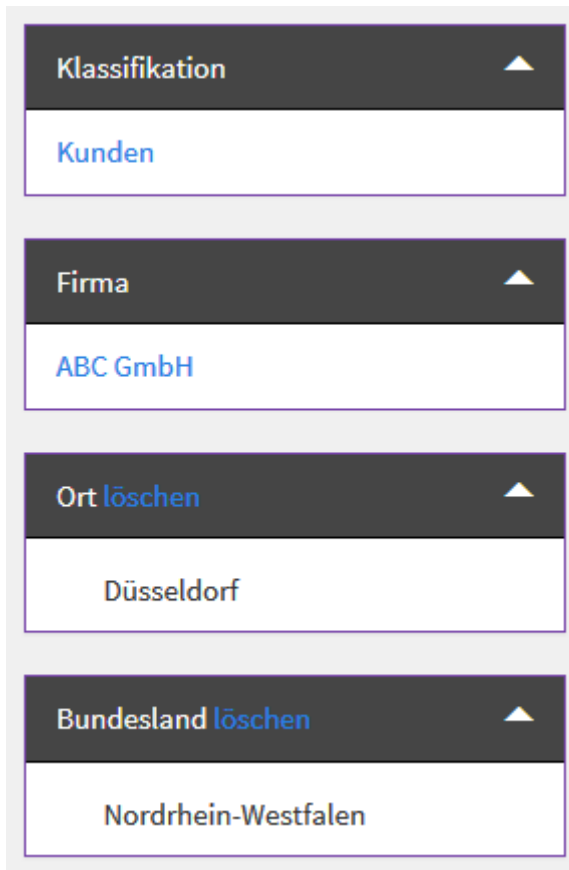 Klassifikation
Kunden
Firma
ABC GmbH
Ort löschen
Düsseldorf
Bundesland löschen
Nordrhein-Westfalen